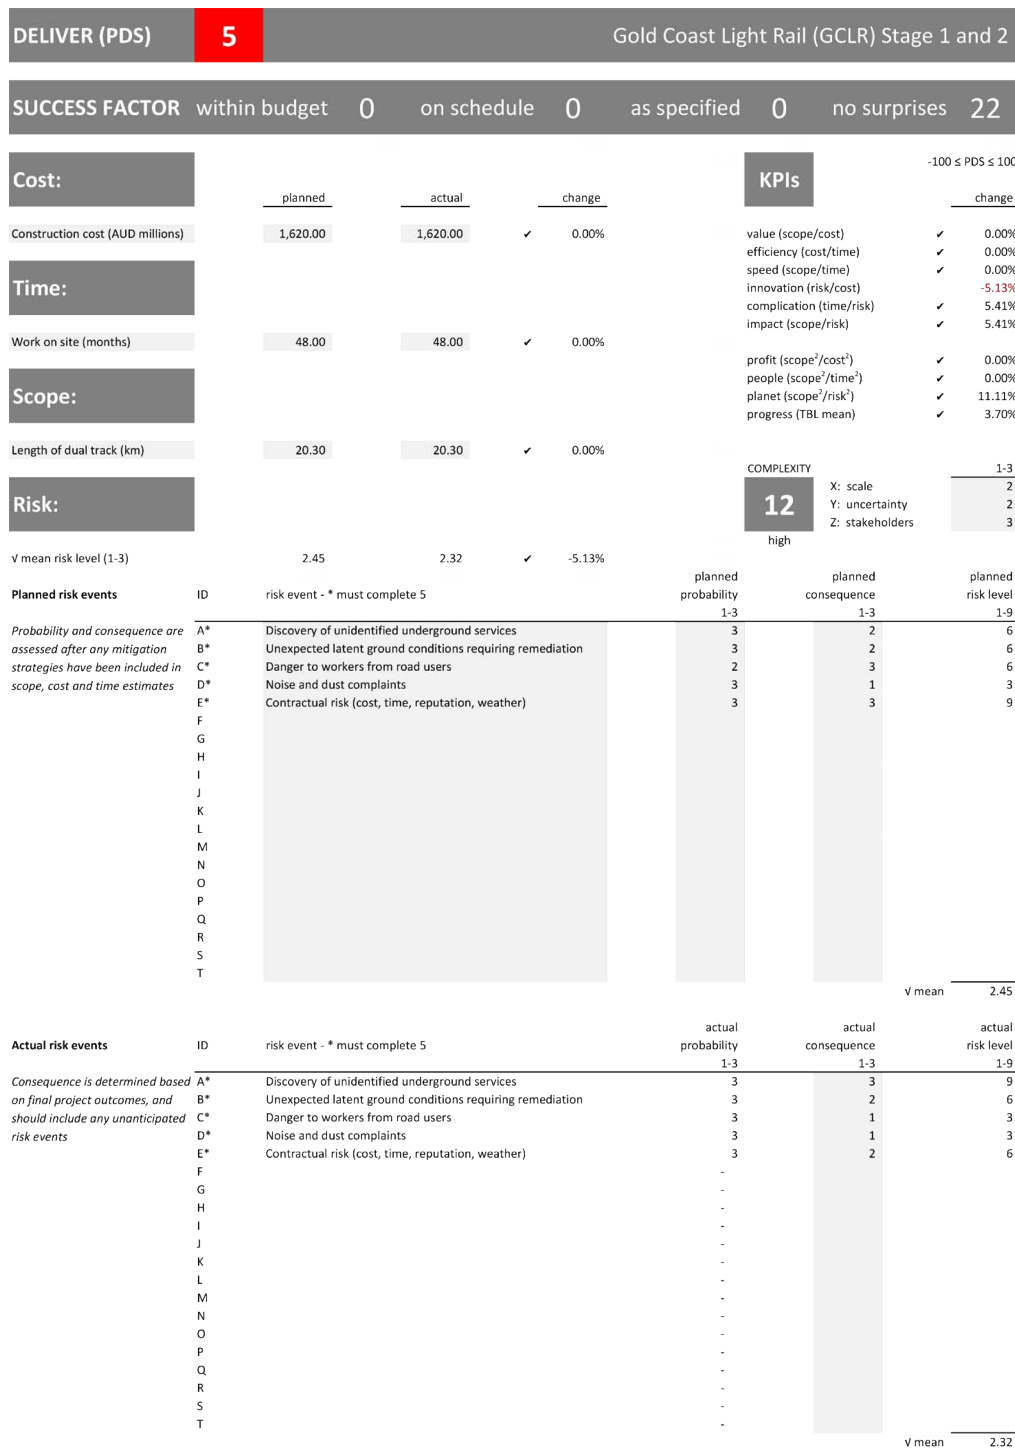 DELIVER (PDS) 5 Gold Coast Light Rail (GCLR) Stage 1 and 2
SUCCESS FACTOR within budget 0 on schedule 0 as specified 0 no surprises 22
Cost: KPIs -100 ≤ PDS ≤ 100
planned actual change change
Construction cost (AUD millions) 1,620.00 1,620.00 ✔ 0.00% value (scope/cost) ✔ 0.00%
efficiency (cost/time) ✔ 0.00%
Time: speed (scope/time) ✔ 0.00%
innovation (risk/cost) -5.13%
complication (time/risk) ✔ 5.41%
impact (scope/risk) ✔ 5.41%
Work on site (months) 48.00 48.00 ✔ 0.00%
profit (scope²/cost²) ✔ 0.00%
people (scope²/time²) ✔ 0.00%
Scope: planet (scope²/risk²) ✔ 11.11%
progress (TBL mean) ✔ 3.70%
Length of dual track (km) 20.30 20.30 ✔ 0.00%
COMPLEXITY 1-3
X: scale 2
Risk: 12 Y: uncertainty 2
Z: stakeholders 3
high
√ mean risk level (1-3) 2.45 2.32 ✔ -5.13%
planned planned planned
Planned risk events ID risk event - * must complete 5 probability consequence risk level
1-3 1-3 1-9
Probability and consequence are A* Discovery of unidentified underground services 3 2 6
assessed after any mitigation B* Unexpected latent ground conditions requiring remediation 3 2 6
strategies have been included in C* Danger to workers from road users 2 3 6
scope, cost and time estimates D* Noise and dust complaints 3 1 3
E* Contractual risk (cost, time, reputation, weather) 3 3 9
F
G
H
I
J
K
L
M
N
O
P
Q
R
S
T
√ mean 2.45
actual actual actual
Actual risk events ID risk event - * must complete 5 probability consequence risk level
1-3 1-3 1-9
Consequence is determined based A* Discovery of unidentified underground services 3 3 9
on final project outcomes, and B* Unexpected latent ground conditions requiring remediation 3 2 6
should include any unanticipated C* Danger to workers from road users 3 1 3
risk events D* Noise and dust complaints 3 1 3
E* Contractual risk (cost, time, reputation, weather) 3 2 6
F -
G -
H -
I -
J -
K -
L -
M -
N -
O -
P -
Q -
R -
S -
T -
√ mean 2.32